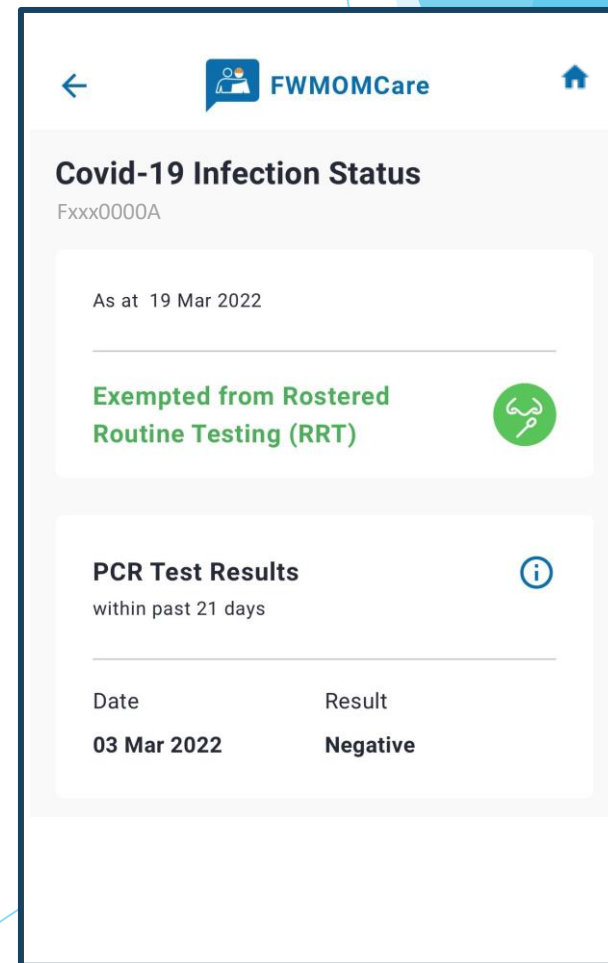 FWMOMCare
Covid-19 Infection Status
Fxxx0000A
As at 19 Mar 2022
Exempted from Rostered
Routine Testing (RRT)
PCR Test Results
within past 21 days
Date Result
03 Mar 2022 Negative